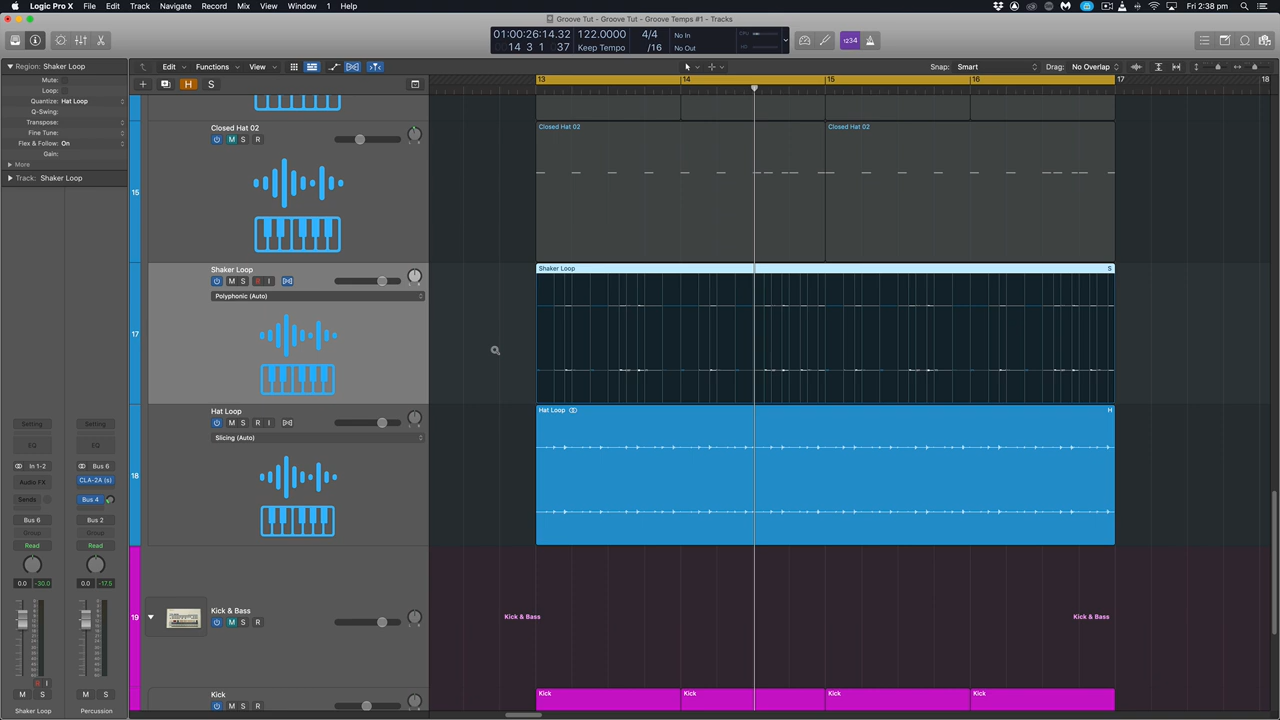 Logic Pro X File Edit Track Navigate Record Mix View Window 1 Help
Fri 2:38 pm
Groove Tut - Groove Tut - Groove Temps #1 - Tracks
01:00:26:14.32 122.0000 4/4 No In
14 3 1 37 Keep Tempo /16 No Out
1234
Region: Shaker Loop
Edit Functions View Snap: Smart Drag: No Overlap
Mute:
Loop:
Quantize: Hat Loop
Q-Swing:
Transpose:
Fine Tune:
Flex & Follow: On
Gain:
More
Track: Shaker Loop
H S
13 14 15 16 17 18
Closed Hat 02
M S R
15
Closed Hat 02 Closed Hat 02
Shaker Loop
M S R I
Polyphonic (Auto)
17
Shaker Loop S
Hat Loop
M S R I
Slicing (Auto)
18
Hat Loop H
Kick & Bass
M S R
19
Kick & Bass Kick & Bass
Kick
M S R
Kick Kick Kick Kick
Setting Setting
EQ EQ
In 1-2 Bus 6
Audio FX CLA-2A (s)
Sends Bus 4
Bus 6 Bus 2
Group Group
Read Read
0.0 -30.0 0.0 -17.5
R I
M S M S
Shaker Loop Percussion